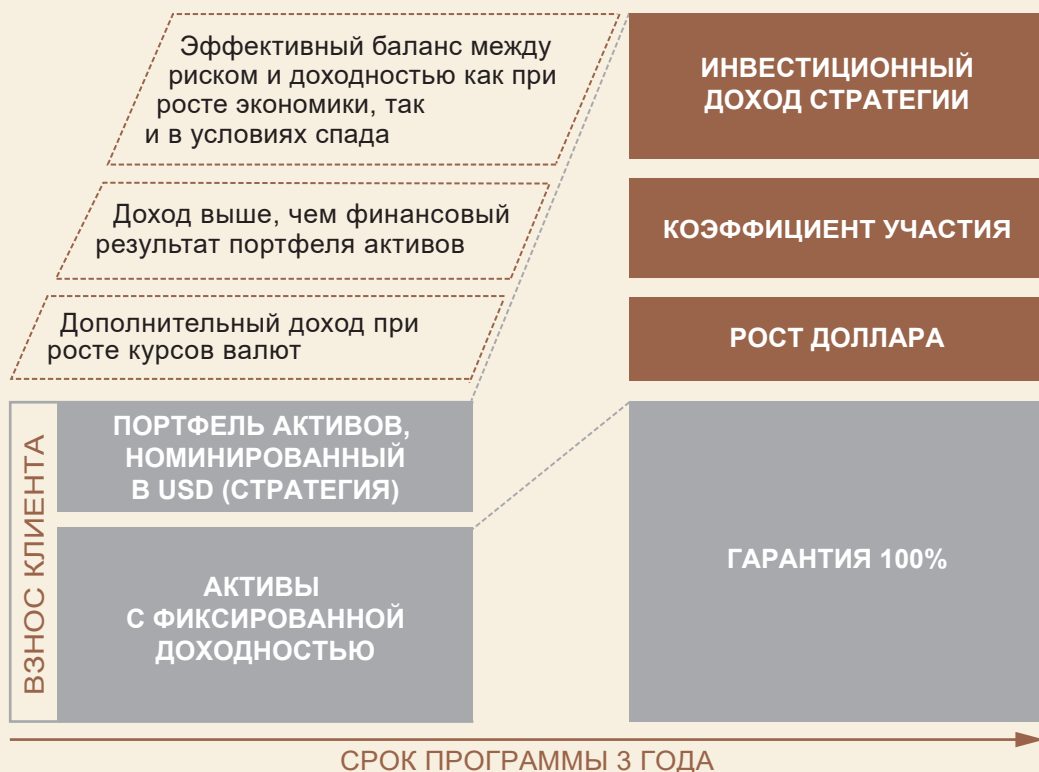 Эффективный баланс между
риском и доходностью как при
росте экономики, так
и в условиях спада
ИНВЕСТИЦИОННЫЙ
ДОХОД СТРАТЕГИИ
Доход выше, чем финансовый
результат портфеля активов
КОЭФФИЦИЕНТ УЧАСТИЯ
Дополнительный доход при
росте курсов валют
РОСТ ДОЛЛАРА
ВЗНОС КЛИЕНТА
ПОРТФЕЛЬ АКТИВОВ,
НОМИНИРОВАННЫЙ
В USD (СТРАТЕГИЯ)
АКТИВЫ
С ФИКСИРОВАННОЙ
ДОХОДНОСТЬЮ
ГАРАНТИЯ 100%
СРОК ПРОГРАММЫ 3 ГОДА